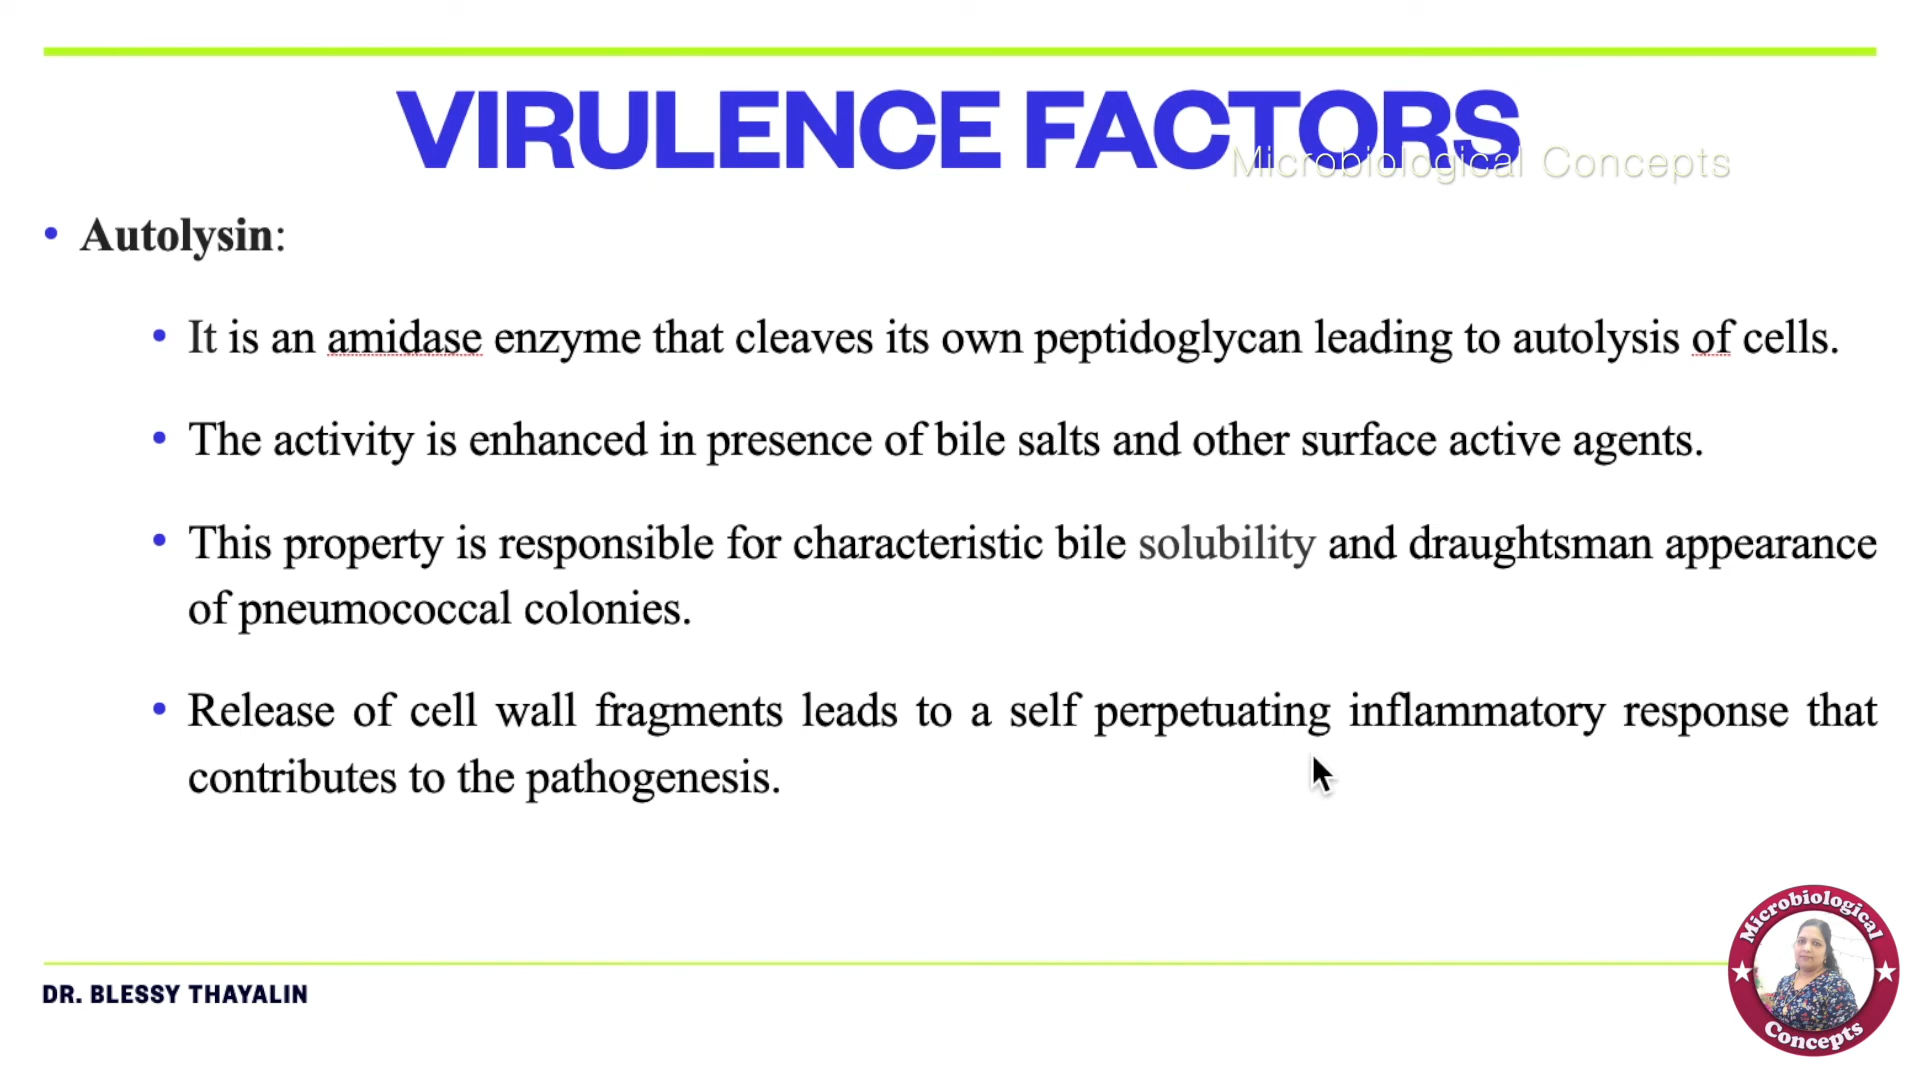 VIRULENCE FACTORS
Microbiological Concepts
• Autolysin:
• It is an amidase enzyme that cleaves its own peptidoglycan leading to autolysis of cells.
• The activity is enhanced in presence of bile salts and other surface active agents.
• This property is responsible for characteristic bile solubility and draughtsman appearance
of pneumococcal colonies.
• Release of cell wall fragments leads to a self perpetuating inflammatory response that
contributes to the pathogenesis.
DR. BLESSY THAYALIN
Microbiological
Concepts